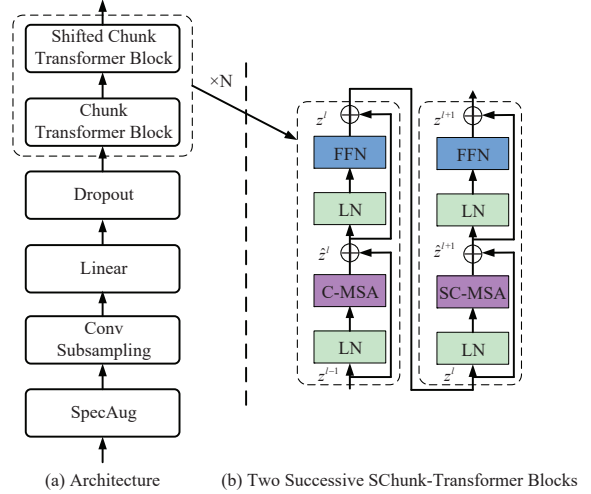 Shifted Chunk
Transformer Block
Chunk
Transformer Block
×N
Dropout
Linear
Conv
Subsampling
SpecAug
(a) Architecture
z^l
FFN
LN
ẑ^l
C-MSA
LN
z^{l−1}
z^{l+1}
FFN
LN
ẑ^{l+1}
SC-MSA
LN
z^l
(b) Two Successive SChunk-Transformer Blocks